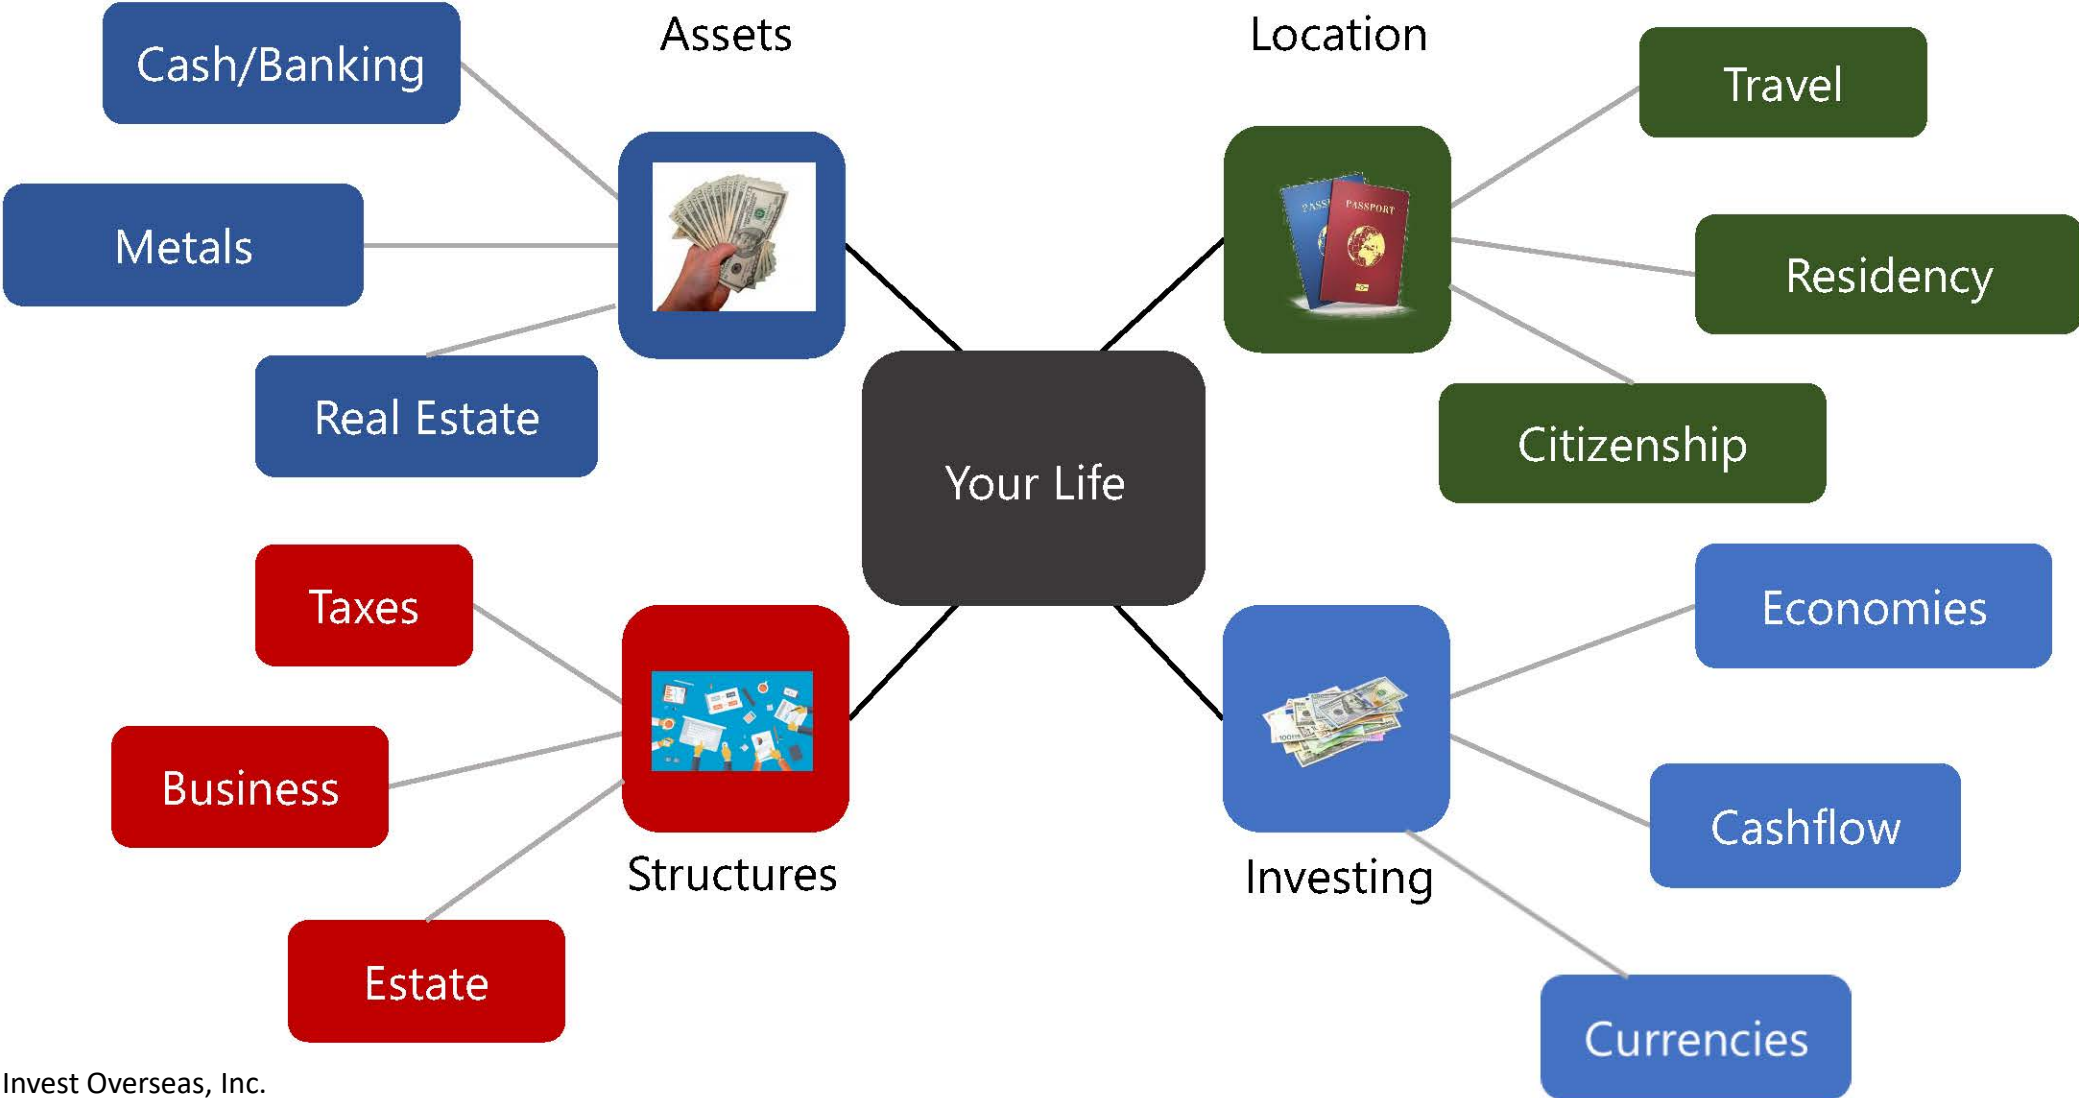 Assets
Location
Cash/Banking
Travel
Metals
PASSPORT
Residency
Real Estate
Citizenship
Your Life
Taxes
Economies
Business
Cashflow
Structures
Investing
Estate
Currencies
Invest Overseas, Inc.